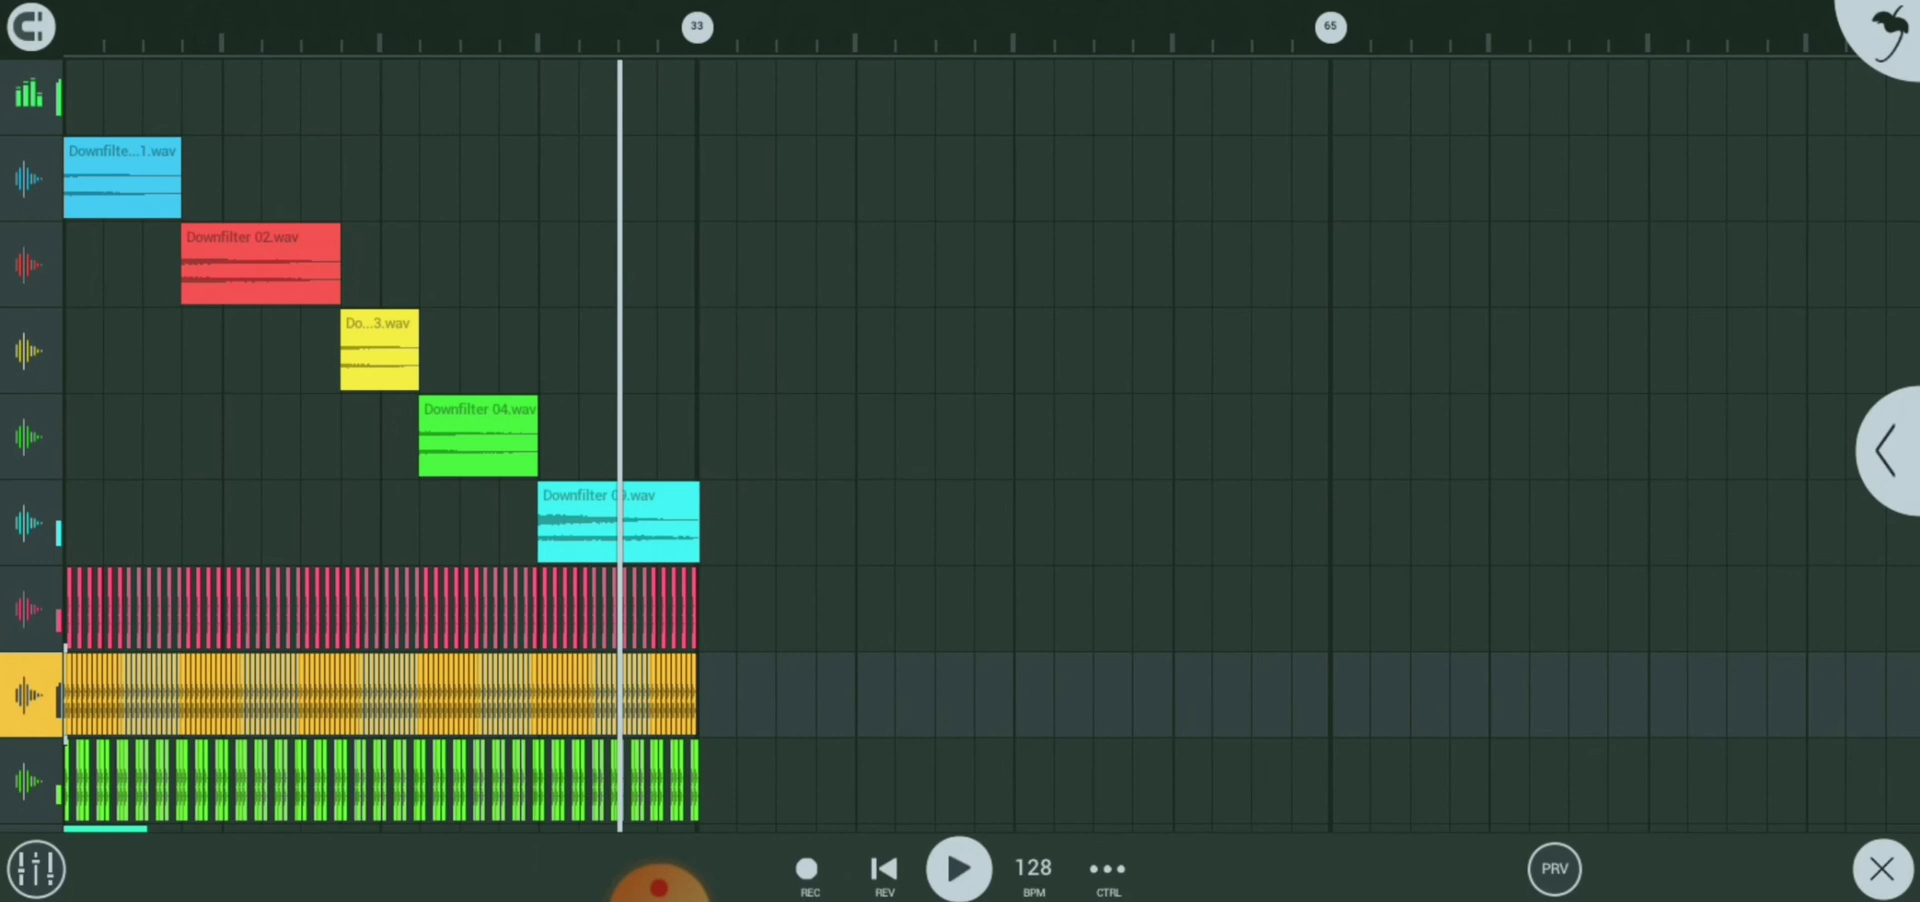 33
65
Downfilte...1.wav
Downfilter 02.wav
Do...3.wav
Downfilter 04.wav
Downfilter 09.wav
128
REC
REV
BPM
CTRL
PRV